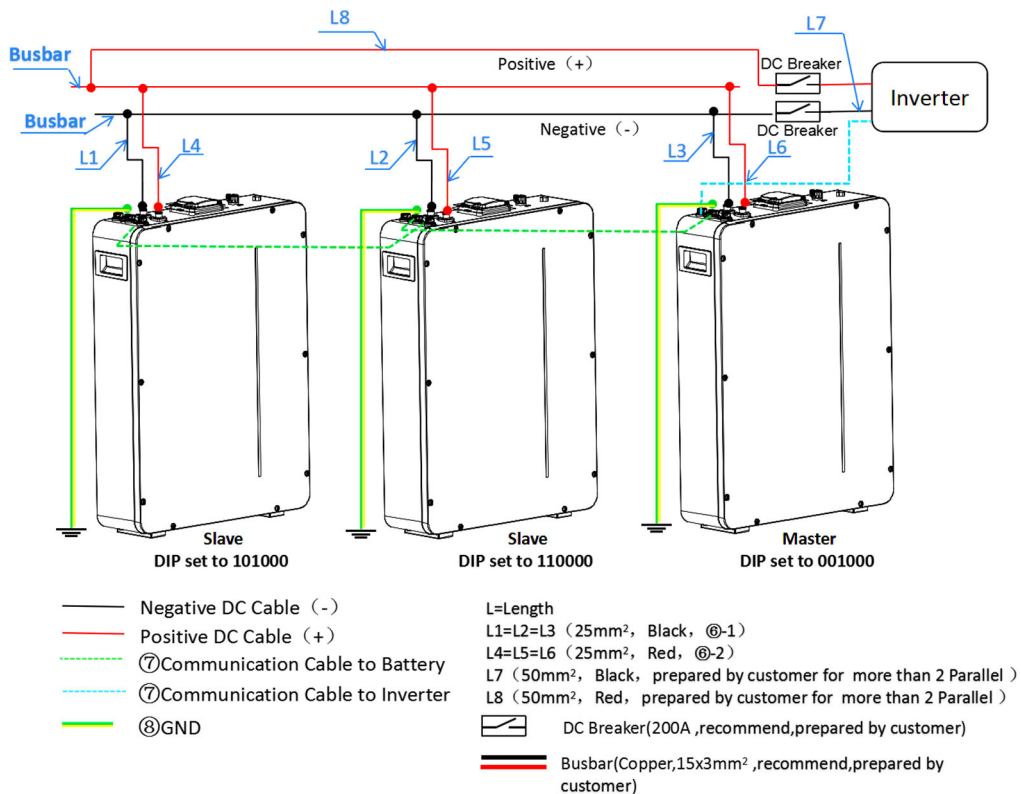 L8
L7
Busbar
Positive（+）
DC Breaker
Inverter
Busbar
Negative（-）
DC Breaker
L1
L4
L2
L5
L3
L6
Slave
DIP set to 101000
Slave
DIP set to 110000
Master
DIP set to 001000
Negative DC Cable（-）
Positive DC Cable（+）
⑦Communication Cable to Battery
⑦Communication Cable to Inverter
⑧GND
L=Length
L1=L2=L3（25mm²，Black，⑥-1）
L4=L5=L6（25mm²，Red，⑥-2）
L7（50mm²，Black，prepared by customer for more than 2 Parallel）
L8（50mm²，Red，prepared by customer for more than 2 Parallel）
DC Breaker(200A ,recommend,prepared by customer)
Busbar(Copper,15x3mm² ,recommend,prepared by
customer)